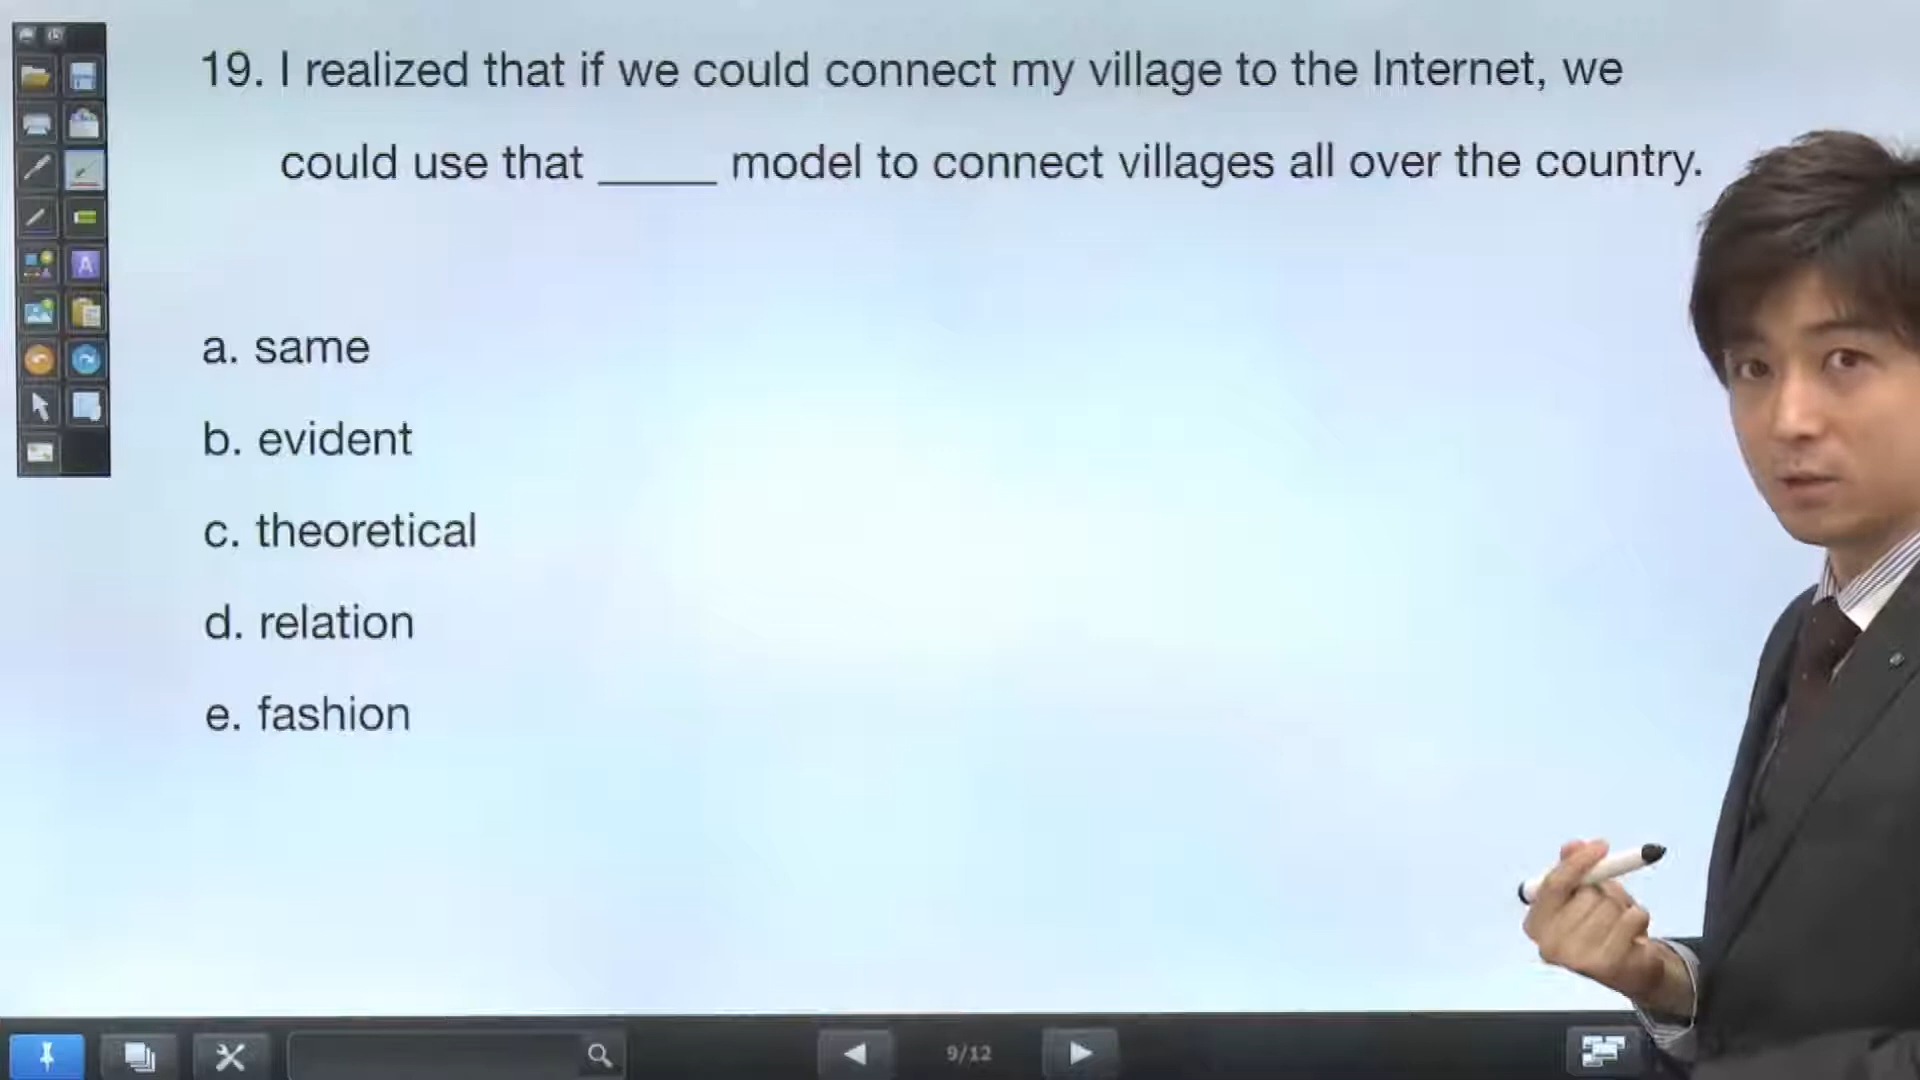 19. I realized that if we could connect my village to the Internet, we
could use that _____ model to connect villages all over the country.
a. same
b. evident
c. theoretical
d. relation
e. fashion
9/12